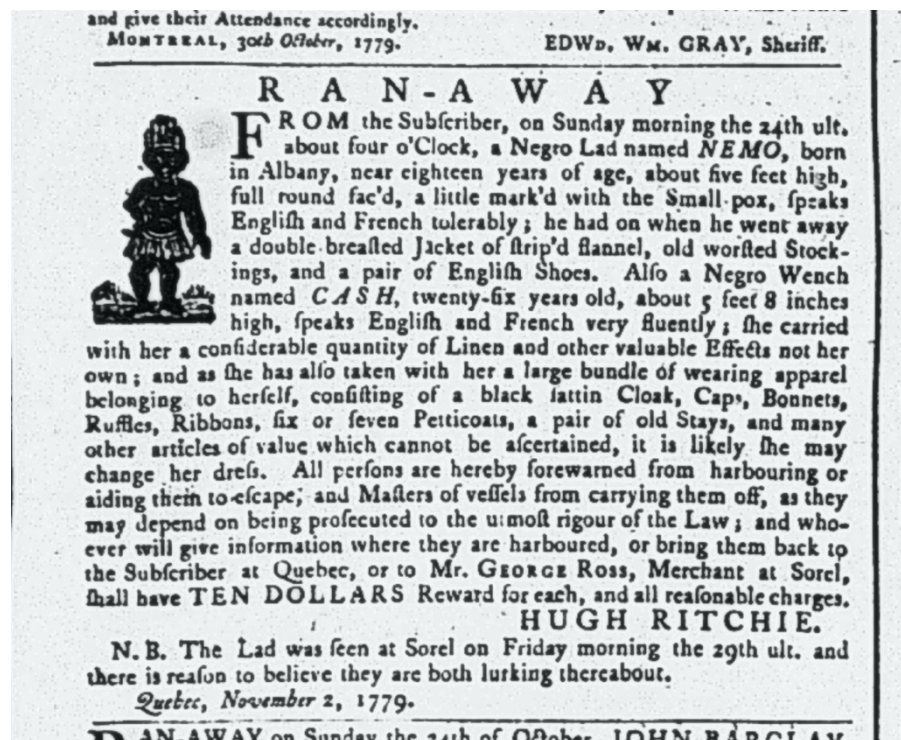 and give their Attendance accordingly.
MONTREAL, 30th October, 1779.
EDWD. WM. GRAY, Sheriff.
RAN-AWAY
FROM the Subſcriber, on Sunday morning the 24th ult.
about four o'Clock, a Negro Lad named NEMO, born
in Albany, near eighteen years of age, about five feet high,
full round fac'd, a little mark'd with the Small-pox, ſpeaks
Engliſh and French tolerably; he had on when he went away
a double breaſted Jacket of ſtrip'd flannel, old worſted Stock-
ings, and a pair of Engliſh Shoes. Alſo a Negro Wench
named CASH, twenty-ſix years old, about 5 feet 8 inches
high, ſpeaks Engliſh and French very fluently; ſhe carried
with her a conſiderable quantity of Linen and other valuable Effects not her
own; and as ſhe has alſo taken with her a large bundle of wearing apparel
belonging to herſelf, conſiſting of a black ſattin Cloak, Caps, Bonnets,
Ruffles, Ribbons, ſix or ſeven Petticoats, a pair of old Stays, and many
other articles of value which cannot be aſcertained, it is likely ſhe may
change her dreſs. All perſons are hereby forewarned from harbouring or
aiding them to eſcape, and Maſters of veſſels from carrying them off, as they
may depend on being proſecuted to the utmoſt rigour of the Law; and who-
ever will give information where they are harboured, or bring them back to
the Subſcriber at Quebec, or to Mr. GEORGE ROSS, Merchant at Sorel,
ſhall have TEN DOLLARS Reward for each, and all reaſonable charges.
HUGH RITCHIE.
N. B. The Lad was ſeen at Sorel on Friday morning the 29th ult. and
there is reaſon to believe they are both lurking thereabout.
Quebec, November 2, 1779.
RAN-AWAY on Sunday the 24th of October, JOHN BARCLAY